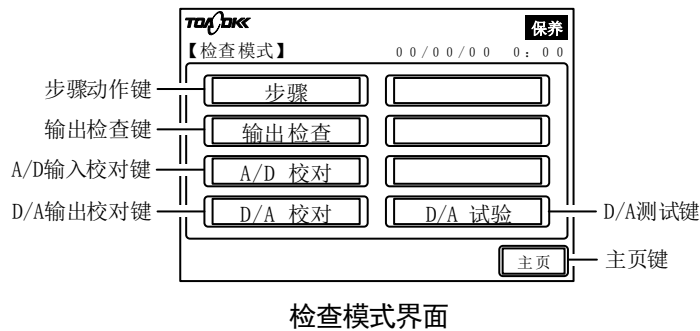 TOA DKK
保养
【检查模式】
00/00/00 0:00
步骤动作键
步骤
输出检查键
输出检查
A/D输入校对键
A/D 校对
D/A输出校对键
D/A 校对
D/A 试验
D/A测试键
主页
主页键
检查模式界面